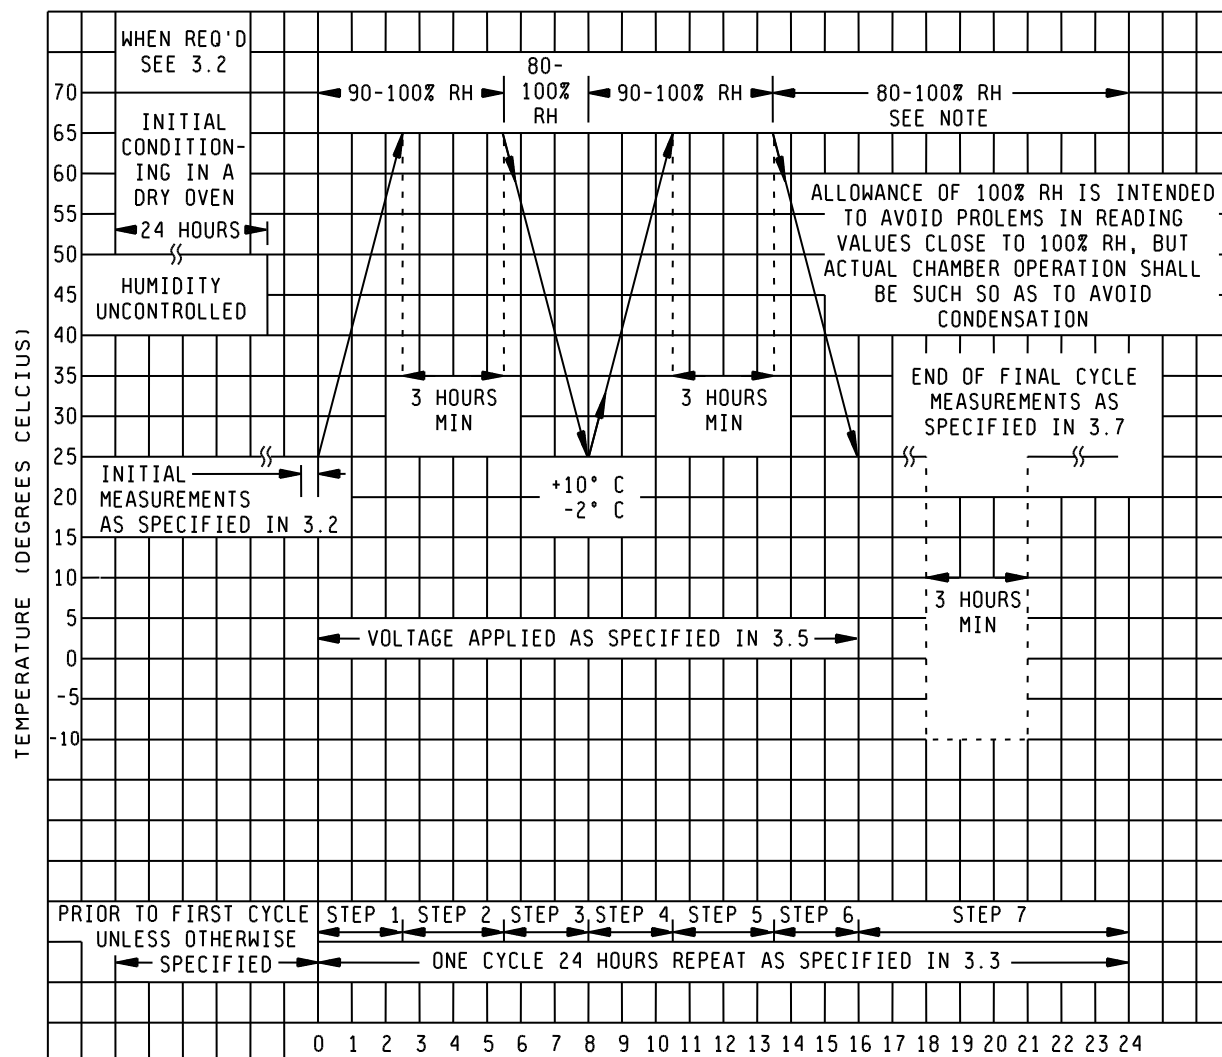 WHEN REQ'D
SEE 3.2
INITIAL
CONDITION-
ING IN A
DRY OVEN
24 HOURS
HUMIDITY
UNCONTROLLED
90-100% RH
80-
100%
RH
90-100% RH
80-100% RH
SEE NOTE
ALLOWANCE OF 100% RH IS INTENDED
TO AVOID PROLEMS IN READING
VALUES CLOSE TO 100% RH, BUT
ACTUAL CHAMBER OPERATION SHALL
BE SUCH SO AS TO AVOID
CONDENSATION
3 HOURS
MIN
3 HOURS
MIN
END OF FINAL CYCLE
MEASUREMENTS AS
SPECIFIED IN 3.7
INITIAL
MEASUREMENTS
AS SPECIFIED IN 3.2
+10° C
-2° C
3 HOURS
MIN
VOLTAGE APPLIED AS SPECIFIED IN 3.5
TEMPERATURE (DEGREES CELCIUS)
70
65
60
55
50
45
40
35
30
25
20
15
10
5
0
-5
-10
PRIOR TO FIRST CYCLE
UNLESS OTHERWISE
SPECIFIED
STEP 1 STEP 2 STEP 3 STEP 4 STEP 5 STEP 6 STEP 7
ONE CYCLE 24 HOURS REPEAT AS SPECIFIED IN 3.3
0 1 2 3 4 5 6 7 8 9 10 11 12 13 14 15 16 17 18 19 20 21 22 23 24